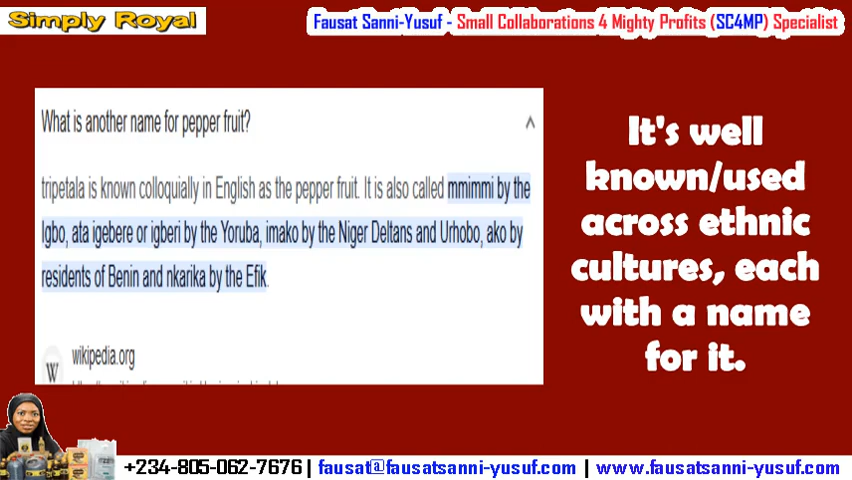 Simply Royal
Fausat Sanni-Yusuf - Small Collaborations 4 Mighty Profits (SC4MP) Specialist
What is another name for pepper fruit?
tripetala is known colloquially in English as the pepper fruit. It is also called mmimmi by the
Igbo, ata igebere or igberi by the Yoruba, imako by the Niger Deltans and Urhobo, ako by
residents of Benin and nkarika by the Efik.
W
wikipedia.org
It's well
known/used
across ethnic
cultures, each
with a name
for it.
+234-805-062-7676 | fausat@fausatsanni-yusuf.com | www.fausatsanni-yusuf.com